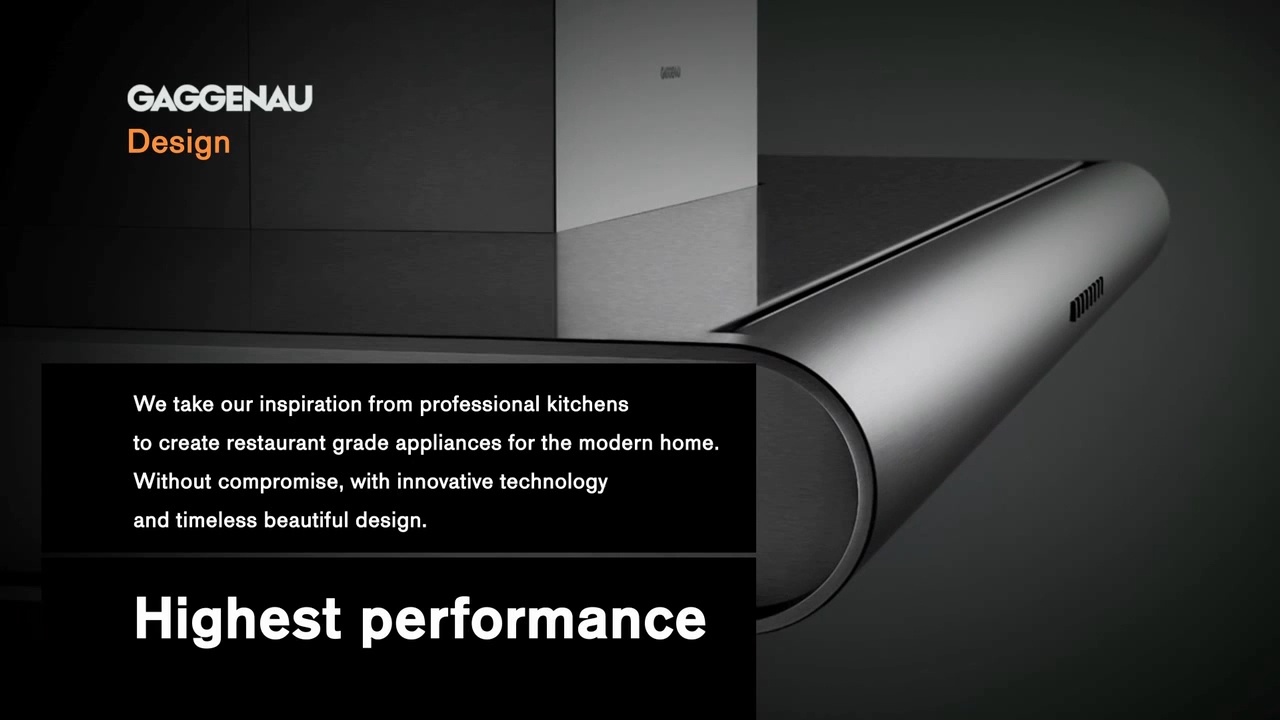 GAGGENAU
Design
We take our inspiration from professional kitchens
to create restaurant grade appliances for the modern home.
Without compromise, with innovative technology
and timeless beautiful design.
Highest performance